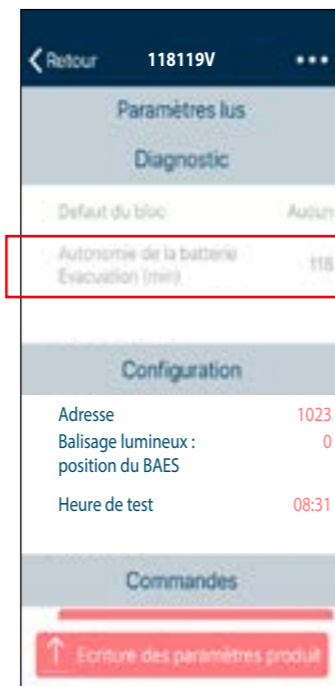 Retour 118119V •••
Paramètres lus
Diagnostic
Defaut du bloc Aucun
Autonomie de la batterie
Evacuation (min) 118
Configuration
Adresse 1023
Balisage lumineux : 0
position du BAES
Heure de test 08:31
Commandes
Ecriture des paramètres produit